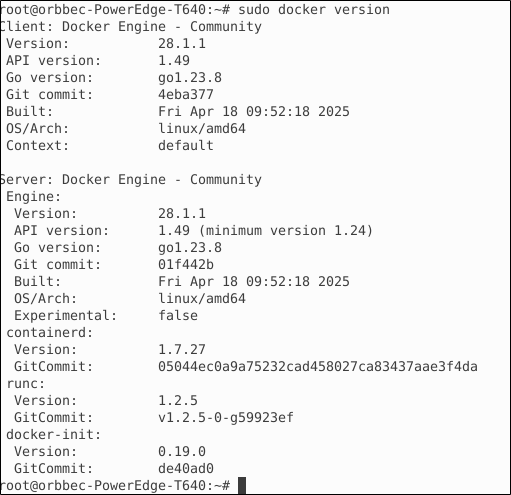 root@orbbec-PowerEdge-T640:~# sudo docker version
Client: Docker Engine - Community
 Version:           28.1.1
 API version:       1.49
 Go version:        go1.23.8
 Git commit:        4eba377
 Built:             Fri Apr 18 09:52:18 2025
 OS/Arch:           linux/amd64
 Context:           default

Server: Docker Engine - Community
 Engine:
  Version:          28.1.1
  API version:      1.49 (minimum version 1.24)
  Go version:       go1.23.8
  Git commit:       01f442b
  Built:            Fri Apr 18 09:52:18 2025
  OS/Arch:          linux/amd64
  Experimental:     false
 containerd:
  Version:          1.7.27
  GitCommit:        05044ec0a9a75232cad458027ca83437aae3f4da
 runc:
  Version:          1.2.5
  GitCommit:        v1.2.5-0-g59923ef
 docker-init:
  Version:          0.19.0
  GitCommit:        de40ad0
root@orbbec-PowerEdge-T640:~#